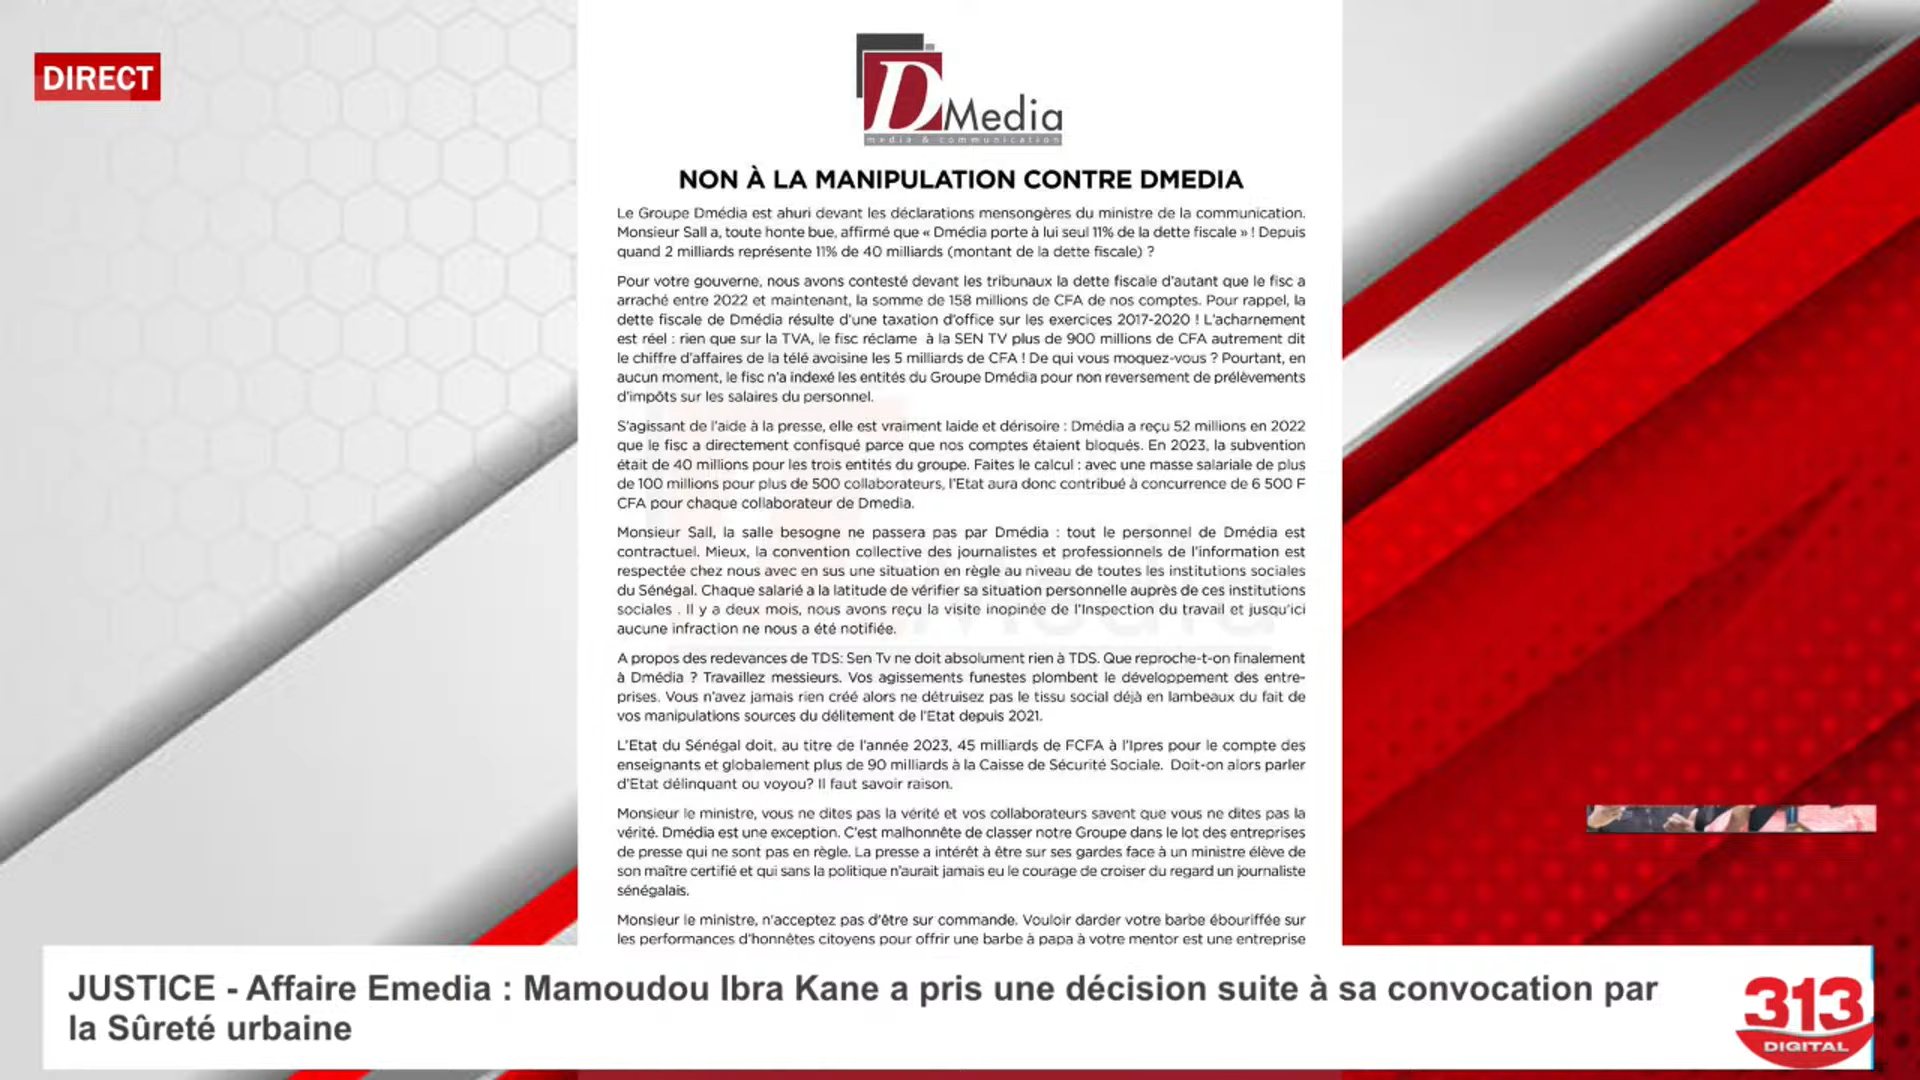 DIRECT
D Media
media & communication
NON À LA MANIPULATION CONTRE DMEDIA
Le Groupe Dmédia est ahuri devant les déclarations mensongères du ministre de la communication.
Monsieur Sall a, toute honte bue, affirmé que « Dmédia porte à lui seul 11% de la dette fiscale » ! Depuis
quand 2 milliards représente 11% de 40 milliards (montant de la dette fiscale) ?
Pour votre gouverne, nous avons contesté devant les tribunaux la dette fiscale d'autant que le fisc a
arraché entre 2022 et maintenant, la somme de 158 millions de CFA de nos comptes. Pour rappel, la
dette fiscale de Dmédia résulte d'une taxation d'office sur les exercices 2017-2020 ! L'acharnement
est réel : rien que sur la TVA, le fisc réclame à la SEN TV plus de 900 millions de CFA autrement dit
le chiffre d'affaires de la télé avoisine les 5 milliards de CFA ! De qui vous moquez-vous ? Pourtant, en
aucun moment, le fisc n'a indexé les entités du Groupe Dmédia pour non reversement de prélèvements
d'impôts sur les salaires du personnel.
S'agissant de l'aide à la presse, elle est vraiment laide et dérisoire : Dmédia a reçu 52 millions en 2022
que le fisc a directement confisqué parce que nos comptes étaient bloqués. En 2023, la subvention
était de 40 millions pour les trois entités du groupe. Faites le calcul : avec une masse salariale de plus
de 100 millions pour plus de 500 collaborateurs, l'Etat aura donc contribué à concurrence de 6 500 F
CFA pour chaque collaborateur de Dmedia.
Monsieur Sall, la salle besogne ne passera pas par Dmédia : tout le personnel de Dmédia est
contractuel. Mieux, la convention collective des journalistes et professionnels de l'information est
respectée chez nous avec en sus une situation en règle au niveau de toutes les institutions sociales
du Sénégal. Chaque salarié a la latitude de vérifier sa situation personnelle auprès de ces institutions
sociales . Il y a deux mois, nous avons reçu la visite inopinée de l'Inspection du travail et jusqu'ici
aucune infraction ne nous a été notifiée.
A propos des redevances de TDS: Sen Tv ne doit absolument rien à TDS. Que reproche-t-on finalement
à Dmédia ? Travaillez messieurs. Vos agissements funestes plombent le développement des entre-
prises. Vous n'avez jamais rien créé alors ne détruisez pas le tissu social déjà en lambeaux du fait de
vos manipulations sources du délitement de l'Etat depuis 2021.
L'Etat du Sénégal doit, au titre de l'année 2023, 45 milliards de FCFA à l'Ipres pour le compte des
enseignants et globalement plus de 90 milliards à la Caisse de Sécurité Sociale. Doit-on alors parler
d'Etat délinquant ou voyou? Il faut savoir raison.
Monsieur le ministre, vous ne dites pas la vérité et vos collaborateurs savent que vous ne dites pas la
vérité. Dmédia est une exception. C'est malhonnête de classer notre Groupe dans le lot des entreprises
de presse qui ne sont pas en règle. La presse a intérêt à être sur ses gardes face à un ministre élève de
son maître certifié et qui sans la politique n'aurait jamais eu le courage de croiser du regard un journaliste
sénégalais.
Monsieur le ministre, n'acceptez pas d'être sur commande. Vouloir darder votre barbe ébouriffée sur
les performances d'honnêtes citoyens pour offrir une barbe à papa à votre mentor est une entreprise
JUSTICE - Affaire Emedia : Mamoudou Ibra Kane a pris une décision suite à sa convocation par
la Sûreté urbaine
313
DIGITAL